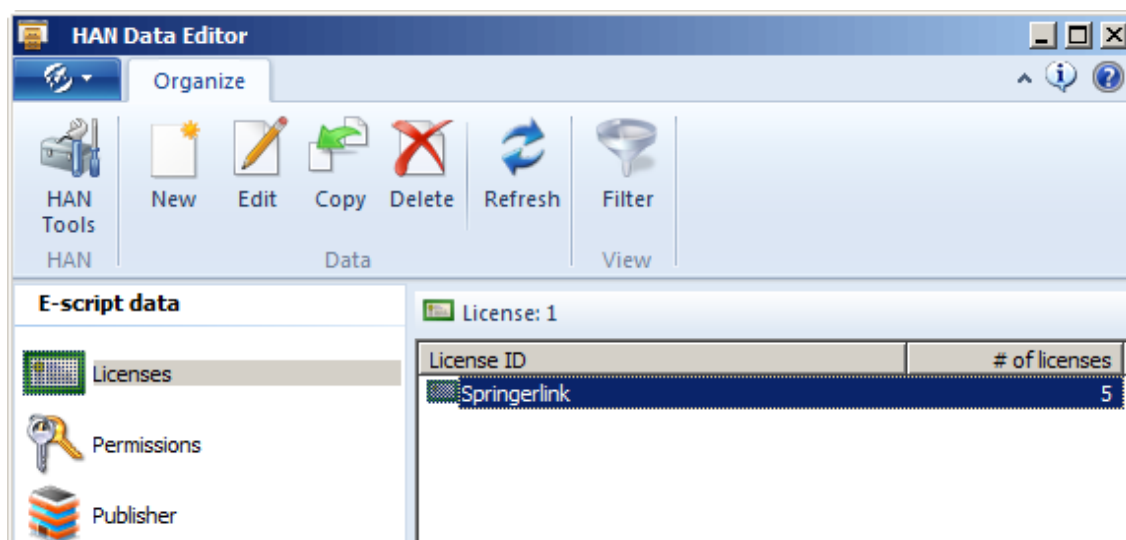 HAN Data Editor
Organize
HAN Tools
New
Edit
Copy
Delete
Refresh
Filter
HAN
Data
View
E-script data
License: 1
License ID
# of licenses
Licenses
Springerlink
5
Permissions
Publisher